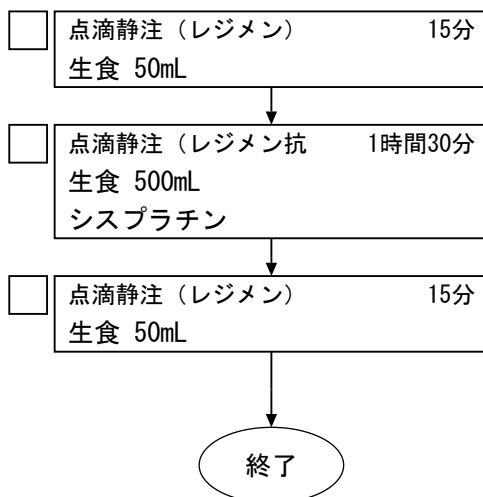 点滴静注（レジメン） 15分
生食 50mL
点滴静注（レジメン抗 1時間30分
生食 500mL
シスプラチン
点滴静注（レジメン） 15分
生食 50mL
終了